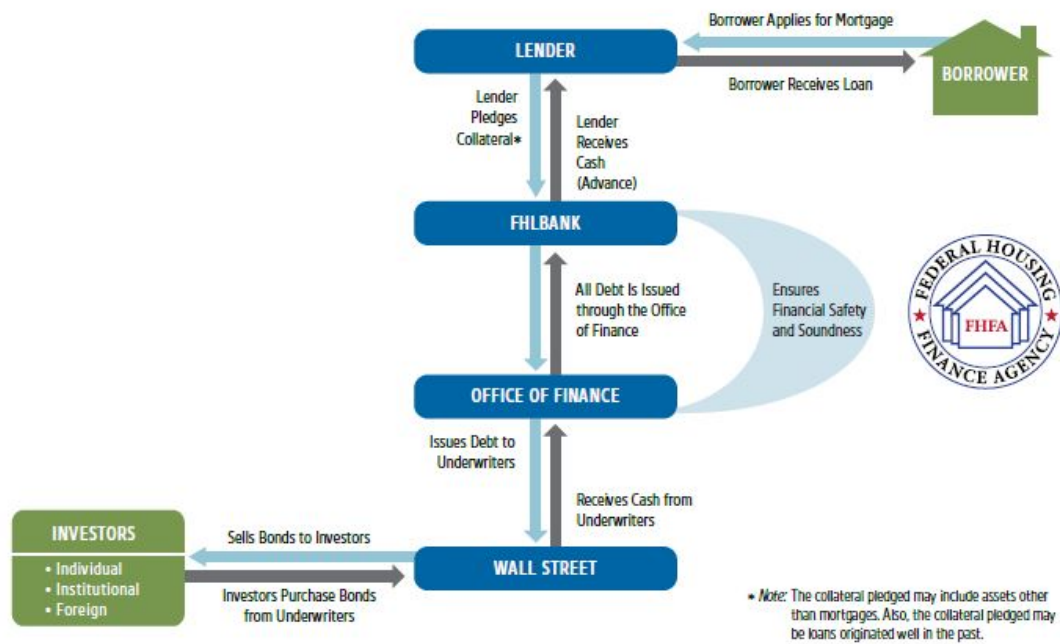 Borrower Applies for Mortgage
LENDER
BORROWER
Borrower Receives Loan
Lender
Pledges
Collateral*
Lender
Receives
Cash
(Advance)
FHLBANK
All Debt Is Issued
through the Office
of Finance
Ensures
Financial Safety
and Soundness
FEDERAL HOUSING
FHFA
FINANCE AGENCY
OFFICE OF FINANCE
Issues Debt to
Underwriters
Receives Cash from
Underwriters
INVESTORS
• Individual
• Institutional
• Foreign
Sells Bonds to Investors
Investors Purchase Bonds
from Underwriters
WALL STREET
* Note: The collateral pledged may include assets other
than mortgages. Also, the collateral pledged may
be loans originated well in the past.